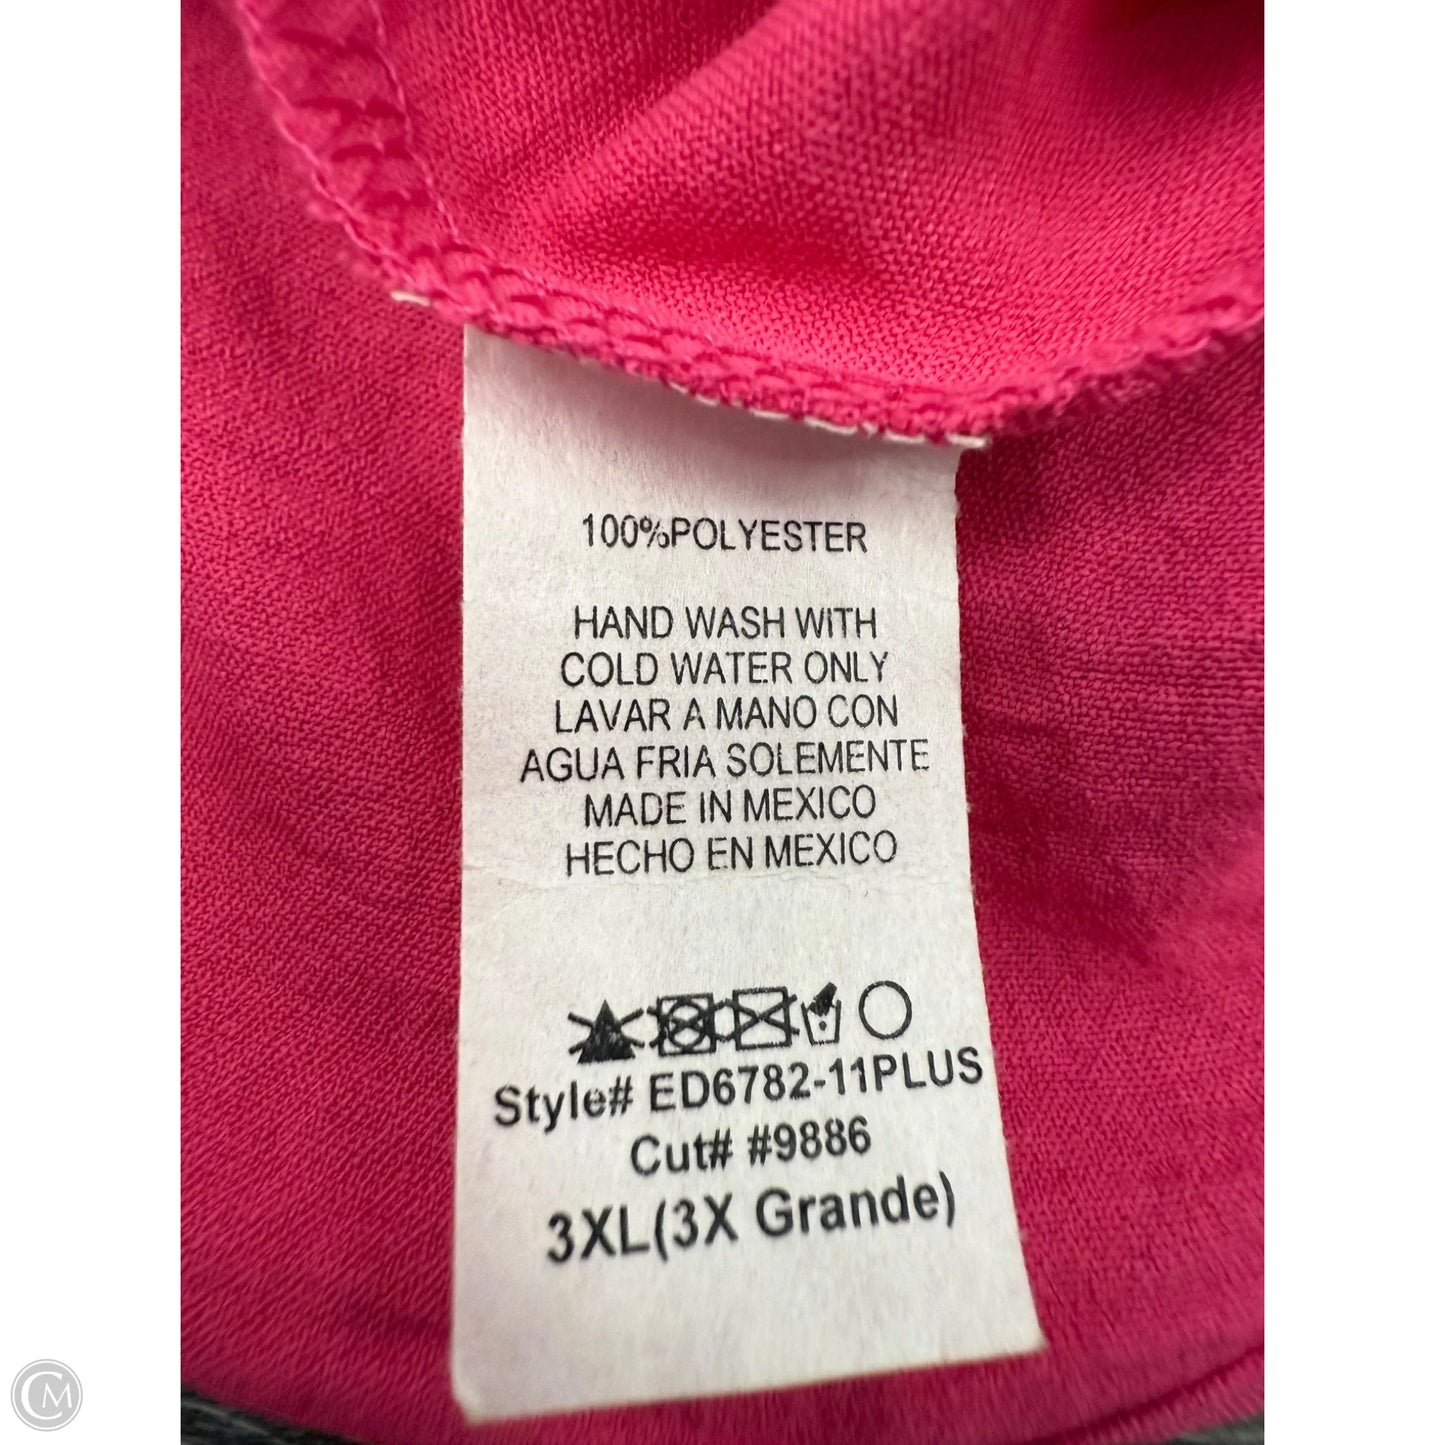 100%POLYESTER
HAND WASH WITH
COLD WATER ONLY
LAVAR A MANO CON
AGUA FRIA SOLEMENTE
MADE IN MEXICO
HECHO EN MEXICO
Style# ED6782-11PLUS
Cut# #9886
3XL(3X Grande)
CM